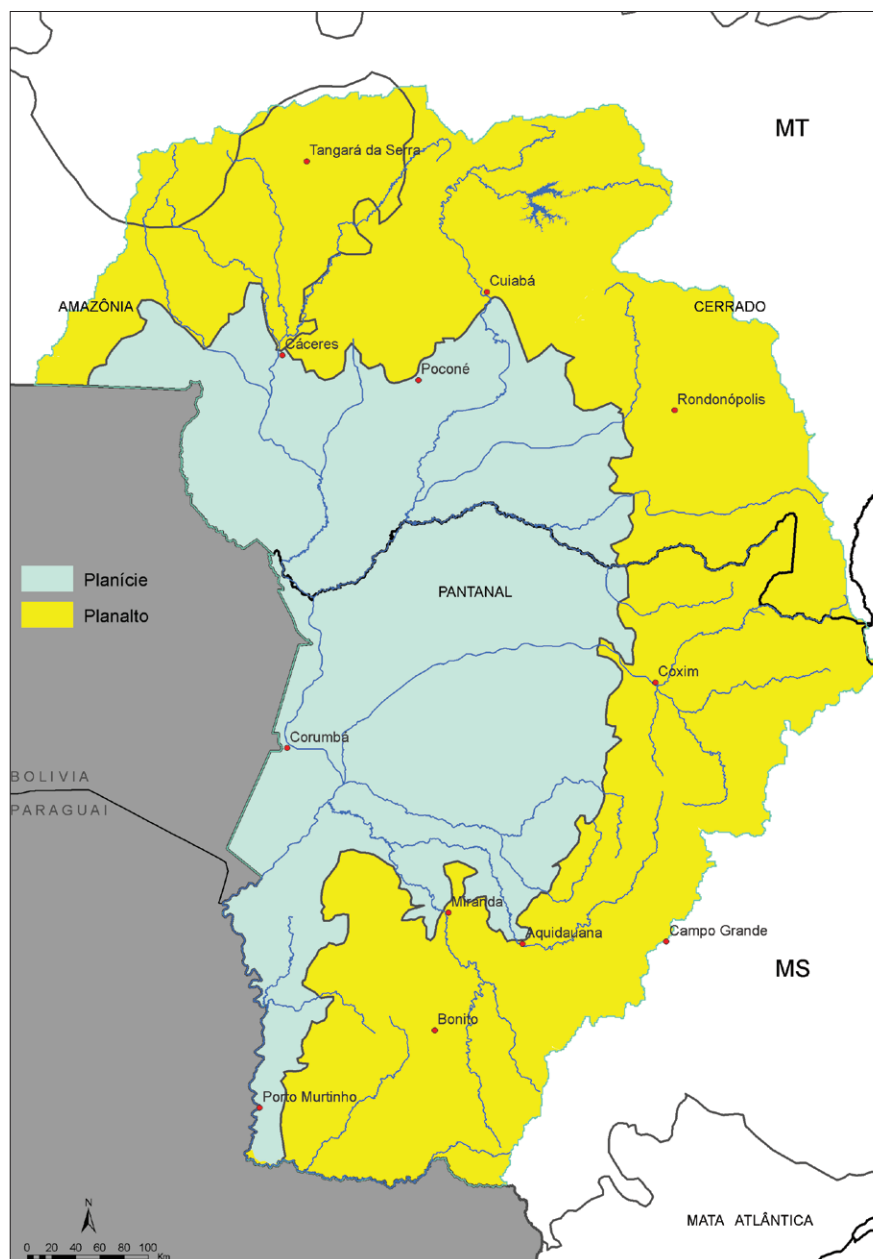 MT
Tangará da Serra
Cuiabá
AMAZÔNIA
CERRADO
Cáceres
Poconé
Rondonópolis
Planície
PANTANAL
Planalto
Coxim
Corumbá
BOLIVIA
PARAGUAI
Miranda
Aquidauana
Campo Grande
MS
Bonito
Porto Murtinho
N
0 20 40 60 80 100
Km
MATA ATLÂNTICA